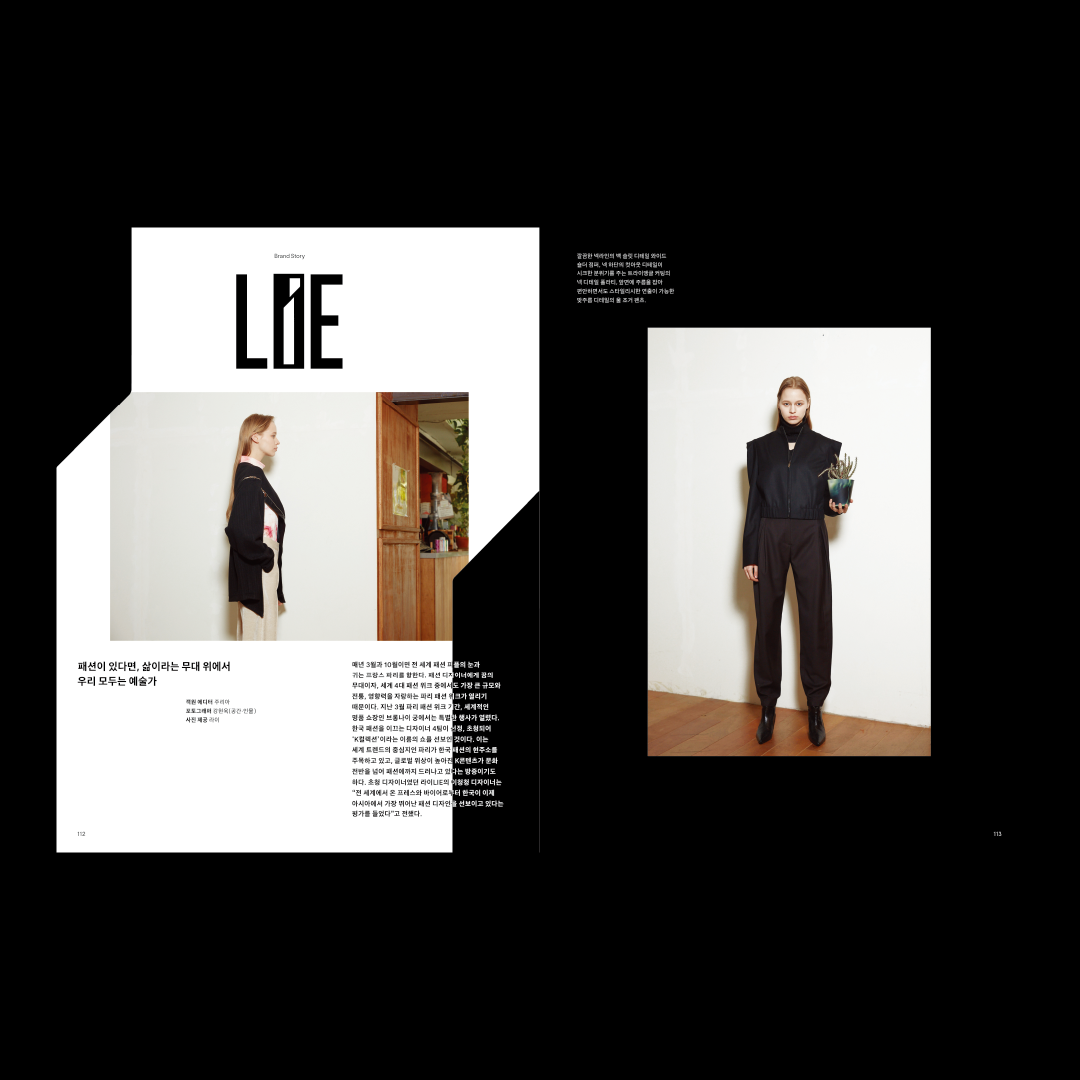 Brand Story
LIE
패션이 있다면, 삶이라는 무대 위에서
우리 모두는 예술가
객원 에디터 주리아
포토그래퍼 강현욱(공간·인물)
사진 제공 라이
매년 3월과 10월이면 전 세계 패션 피플의 눈과
귀는 프랑스 파리를 향한다. 패션 디자이너에게 꿈의
무대이자, 세계 4대 패션 위크 중에서도 가장 큰 규모와
전통, 영향력을 자랑하는 파리 패션 위크가 열리기
때문이다. 지난 3월 파리 패션 위크 기간, 세계적인
명품 쇼장인 브롱냐이 궁에서는 특별한 행사가 열렸다.
한국 패션을 이끄는 디자이너 4팀이 선정, 초청되어
'K컬렉션'이라는 이름의 쇼를 선보인 것이다. 이는
세계 트렌드의 중심지인 파리가 한국 패션의 현주소를
주목하고 있고, 글로벌 위상이 높아진 K콘텐츠가 문화
전반을 넘어 패션에까지 드러나고 있다는 방증이기도
하다. 초청 디자이너였던 라이LIE의 이청청 디자이너는
"전 세계에서 온 프레스와 바이어로부터 한국이 이제
아시아에서 가장 뛰어난 패션 디자인을 선보이고 있다는
평가를 들었다"고 전했다.
112
깔끔한 넥라인의 백 슬릿 디테일 와이드
숄더 점퍼, 넥 하단의 컷아웃 디테일이
시크한 분위기를 주는 트라이앵글 커팅의
넥 디테일 폴라티, 앞면에 주름을 잡아
편안하면서도 스타일리시한 연출이 가능한
맞주름 디테일의 울 조거 팬츠.
113